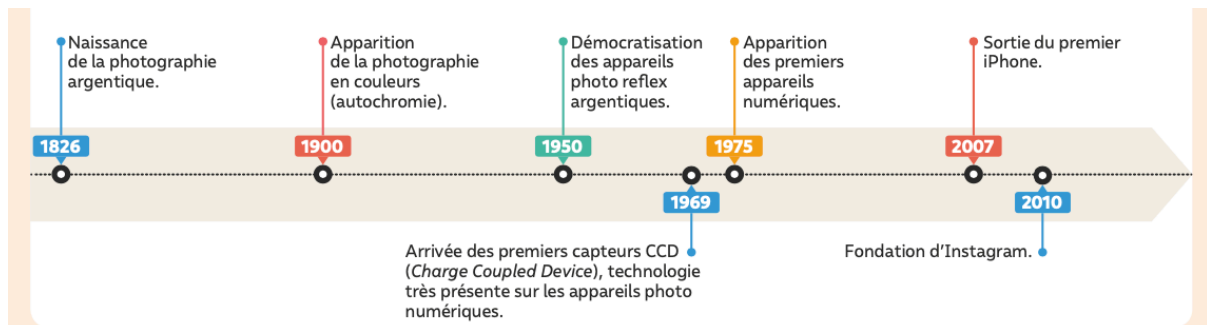 Naissance
de la photographie
argentique.
Apparition
de la photographie
en couleurs
(autochromie).
Démocratisation
des appareils
photo reflex
argentiques.
Apparition
des premiers
appareils
numériques.
Sortie du premier
iPhone.
1826
1900
1950
1975
2007
1969
2010
Arrivée des premiers capteurs CCD
(Charge Coupled Device), technologie
très présente sur les appareils photo
numériques.
Fondation d’Instagram.